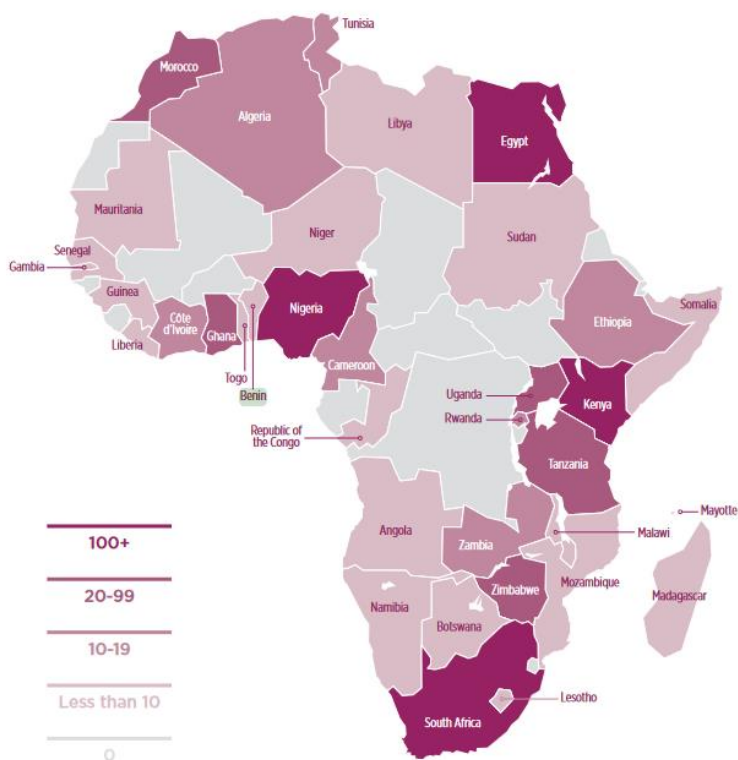 Tunisia
Morocco
Algeria
Libya
Egypt
Mauritania
Niger
Sudan
Senegal
Gambia
Guinea
Nigeria
Somalia
Côte
d'Ivoire
Ghana
Ethiopia
Liberia
Cameroon
Togo
Benin
Uganda
Kenya
Rwanda
Republic of
the Congo
Tanzania
Mayotte
Angola
Malawi
Zambia
Mozambique
Zimbabwe
Madagascar
Namibia
Botswana
Lesotho
South Africa
100+
20-99
10-19
Less than 10
0